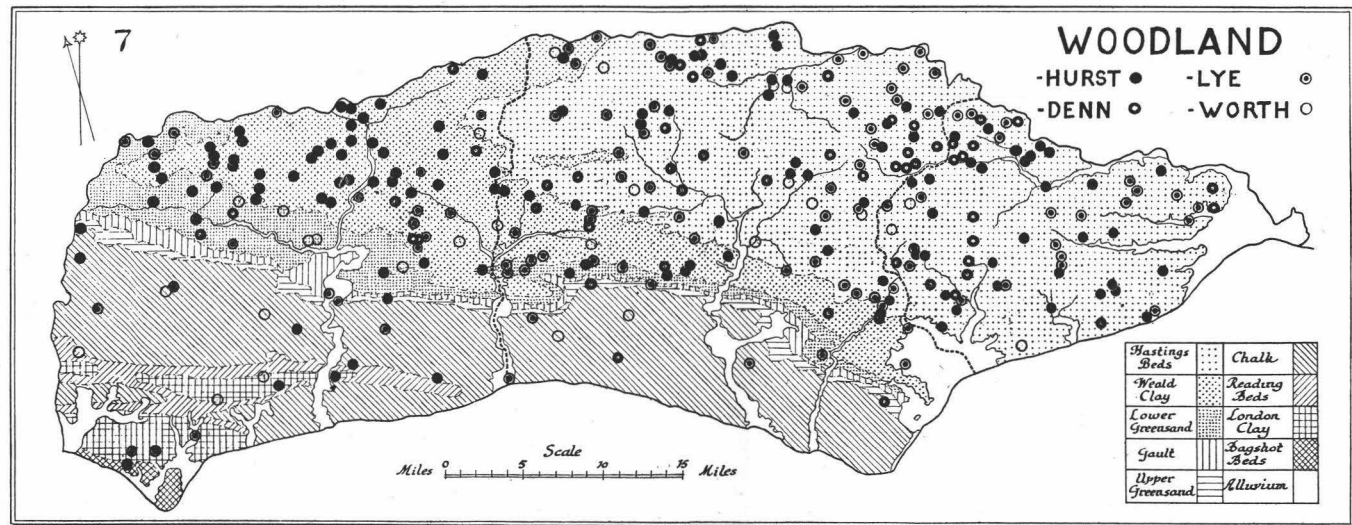 7
WOODLAND
-HURST -LYE
-DENN -WORTH
Hastings Beds Chalk
Weald Clay Reading Beds
Lower Greensand London Clay
Gault Bagshot Beds
Upper Greensand Alluvium
Scale
Miles 0 5 10 15 Miles